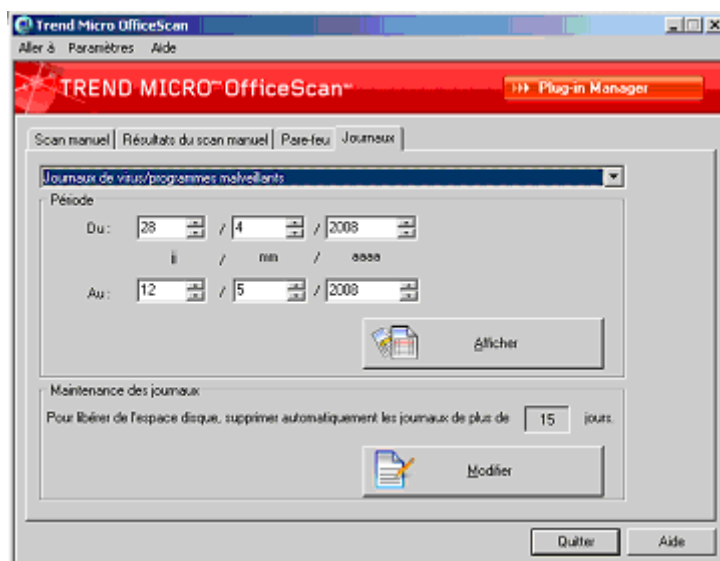 Trend Micro OfficeScan
Aller à Paramètres Aide
TREND MICRO™ OfficeScan™ Plug-in Manager
Scan manuel Résultats du scan manuel Pare-feu Journaux
Journaux de virus/programmes malveillants
Période
Du : 28 / 4 / 2008
jj / mm / aaaa
Au : 12 / 5 / 2008
Afficher
Maintenance des journaux
Pour libérer de l'espace disque, supprimer automatiquement les journaux de plus de 15 jours.
Modifier
Quitter Aide